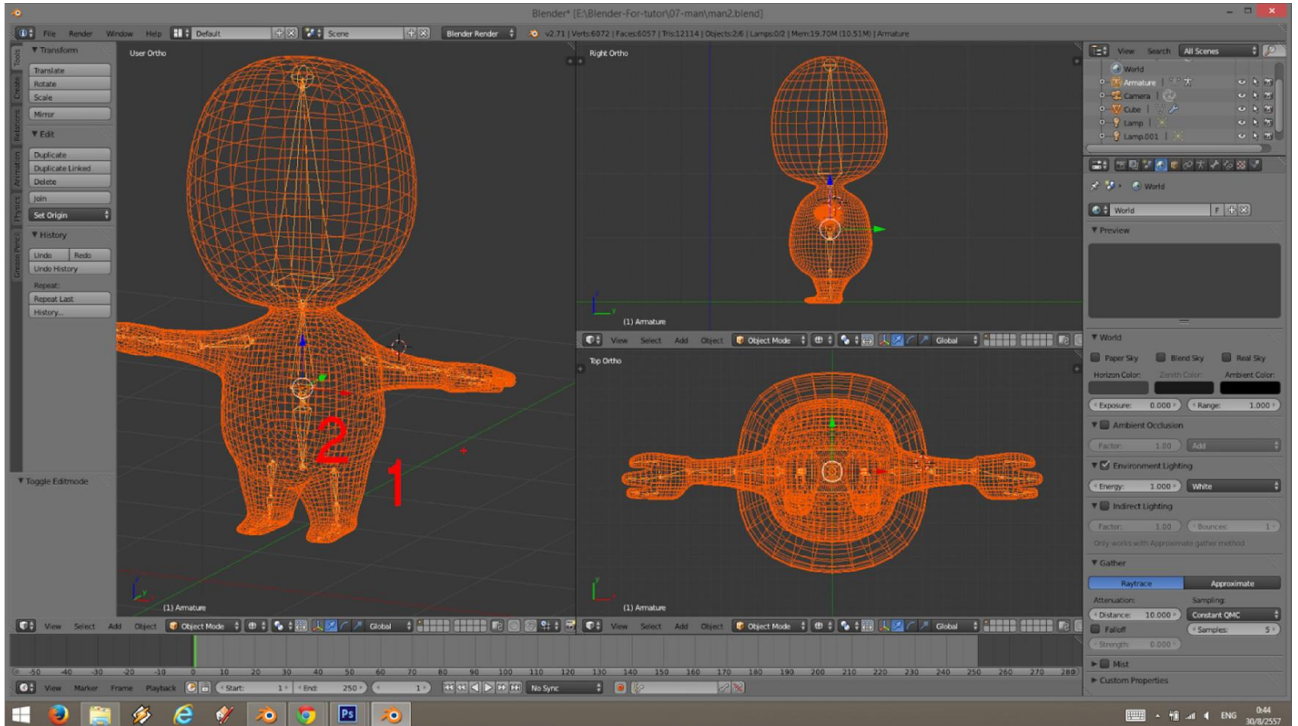 Blender* [E:\Blender-For-tutor\07-man\man2.blend]
File Render Window Help Default Scene Blender Render v2.71 | Verts:6072 | Faces:6057 | Tris:12114 | Objects:2/6 | Lamps:0/2 | Mem:19.70M (10.51M) | Armature
Tools
Create
Relations
Animation
Physics
Grease Pencil
Transform
Translate
Rotate
Scale
Mirror
Edit
Duplicate
Duplicate Linked
Delete
Join
Set Origin
History
Undo Redo
Undo History
Repeat:
Repeat Last
History...
Toggle Editmode
User Ortho
2
1
(1) Armature
View Select Add Object Object Mode Global
Right Ortho
(1) Armature
View Select Add Object Object Mode Global
Top Ortho
(1) Armature
View Select Add Object Object Mode Global
View Search All Scenes
World
Armature
Camera
Cube
Lamp
Lamp.001
World
World F
Preview
World
Paper Sky Blend Sky Real Sky
Horizon Color: Zenith Color: Ambient Color:
Exposure: 0.000 Range: 1.000
Ambient Occlusion
Factor: 1.00 Add
Environment Lighting
Energy: 1.000 White
Indirect Lighting
Factor: 1.00 Bounces: 1
Only works with Approximate gather method
Gather
Raytrace Approximate
Attenuation: Sampling:
Distance: 10.000 Constant QMC
Falloff Samples: 5
Strength: 0.000
Mist
Custom Properties
-50 -40 -30 -20 -10 0 10 20 30 40 50 60 70 80 90 100 110 120 130 140 150 160 170 180 190 200 210 220 230 240 250 260 270 280
View Marker Frame Playback Start: 1 End: 250 1 No Sync
Ps
ENG
0:44
30/8/2557